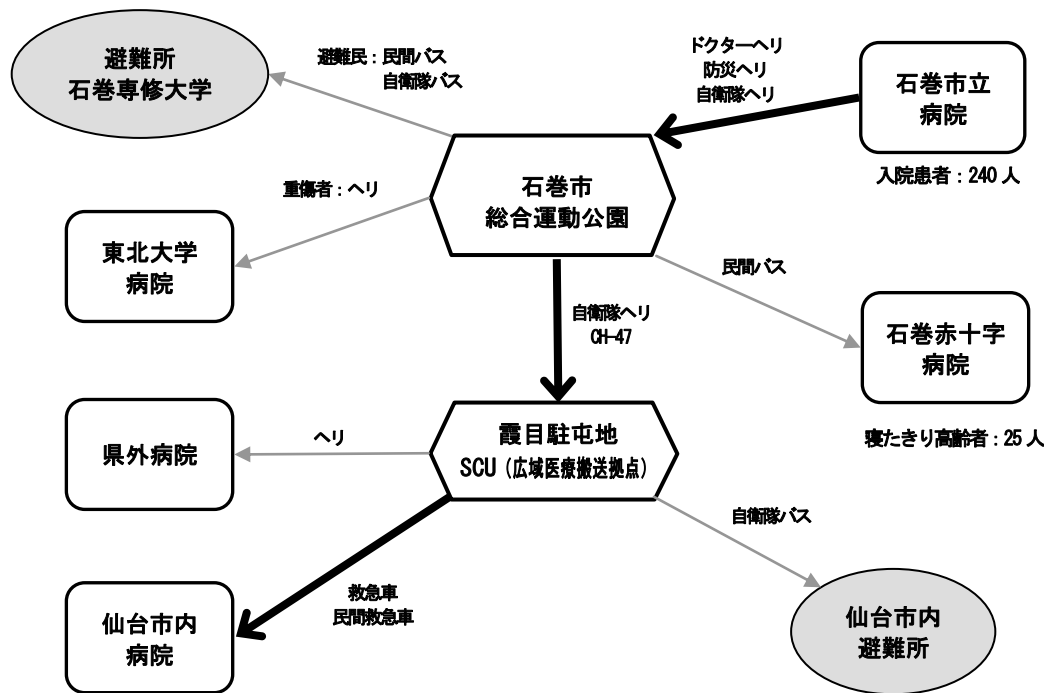 避難所
石巻専修大学
避難民：民間バス
自衛隊バス
ドクターヘリ
防災ヘリ
自衛隊ヘリ
石巻市立
病院
入院患者：240 人
石巻市
総合運動公園
重傷者：ヘリ
東北大学
病院
民間バス
自衛隊ヘリ
CH-47
石巻赤十字
病院
寝たきり高齢者：25 人
県外病院
ヘリ
霞目駐屯地
SCU（広域医療搬送拠点）
自衛隊バス
救急車
民間救急車
仙台市内
病院
仙台市内
避難所